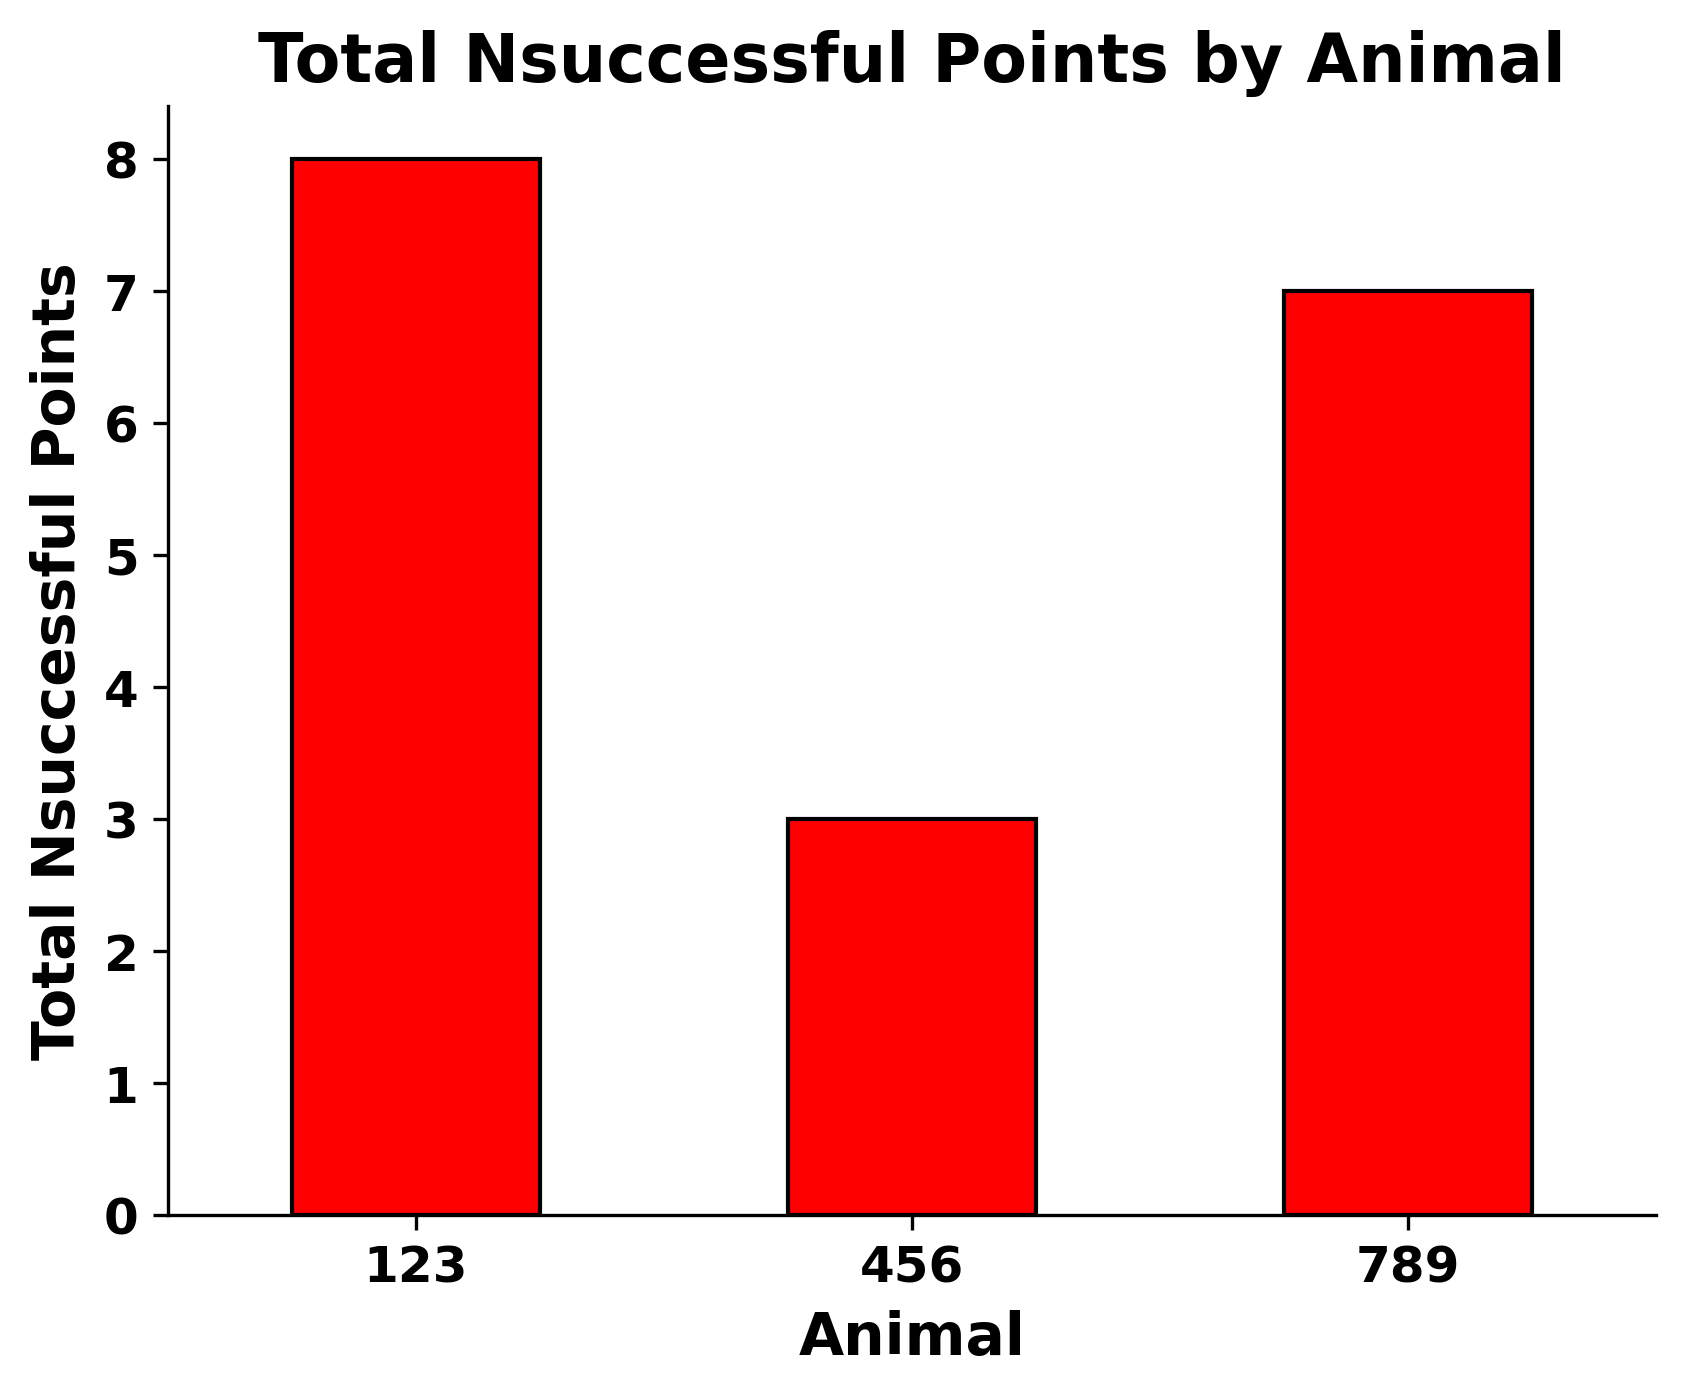 Total Nsuccessful Points by Animal
Total Nsuccessful Points
8
7
6
5
4
3
2
1
0
123 456 789
Animal